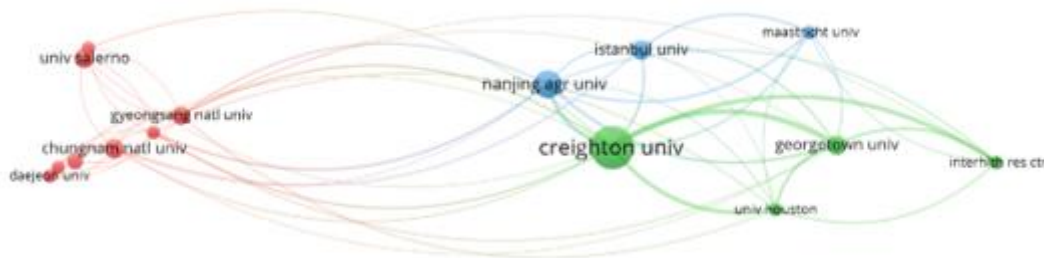 univ salerno
gyeongsang natl univ
chungnam natl univ
daejeon univ
istanbul univ
maastricht univ
nanjing agr univ
creighton univ
georgetown univ
interhlth res ctr
univ houston